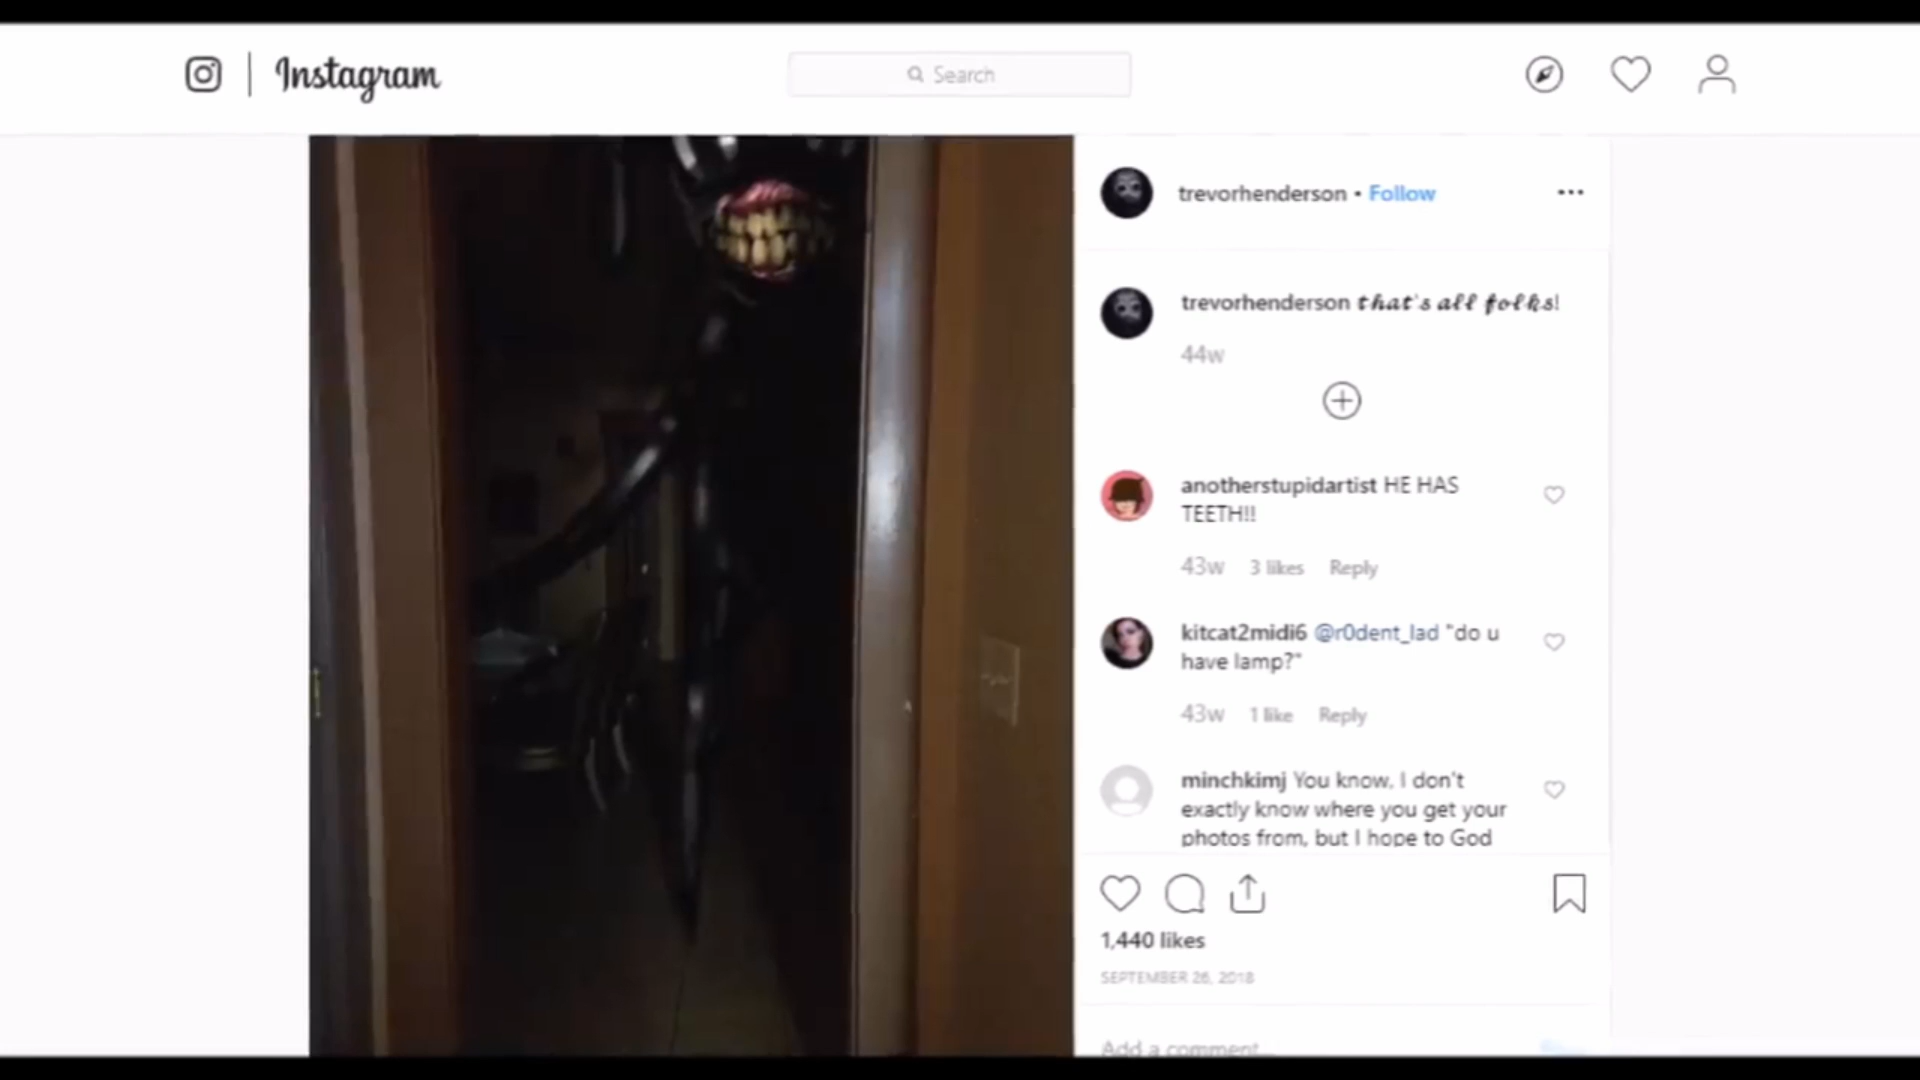 Instagram
Search
trevorhenderson • Follow
trevorhenderson 𝓽𝓱𝓪𝓽'𝓼 𝓪𝓵𝓵 𝓯𝓸𝓵𝓴𝓼!
44w
anotherstupidartist HE HAS
TEETH!!
43w 3 likes Reply
kitcat2midi6 @r0dent_lad "do u
have lamp?"
43w 1 like Reply
minchkimj You know, I don't
exactly know where you get your
photos from, but I hope to God
1,440 likes
SEPTEMBER 26, 2018
Add a comment...